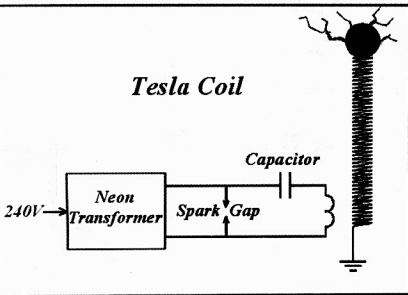 Tesla Coil
Capacitor
Neon
Transformer
240V
Spark Gap